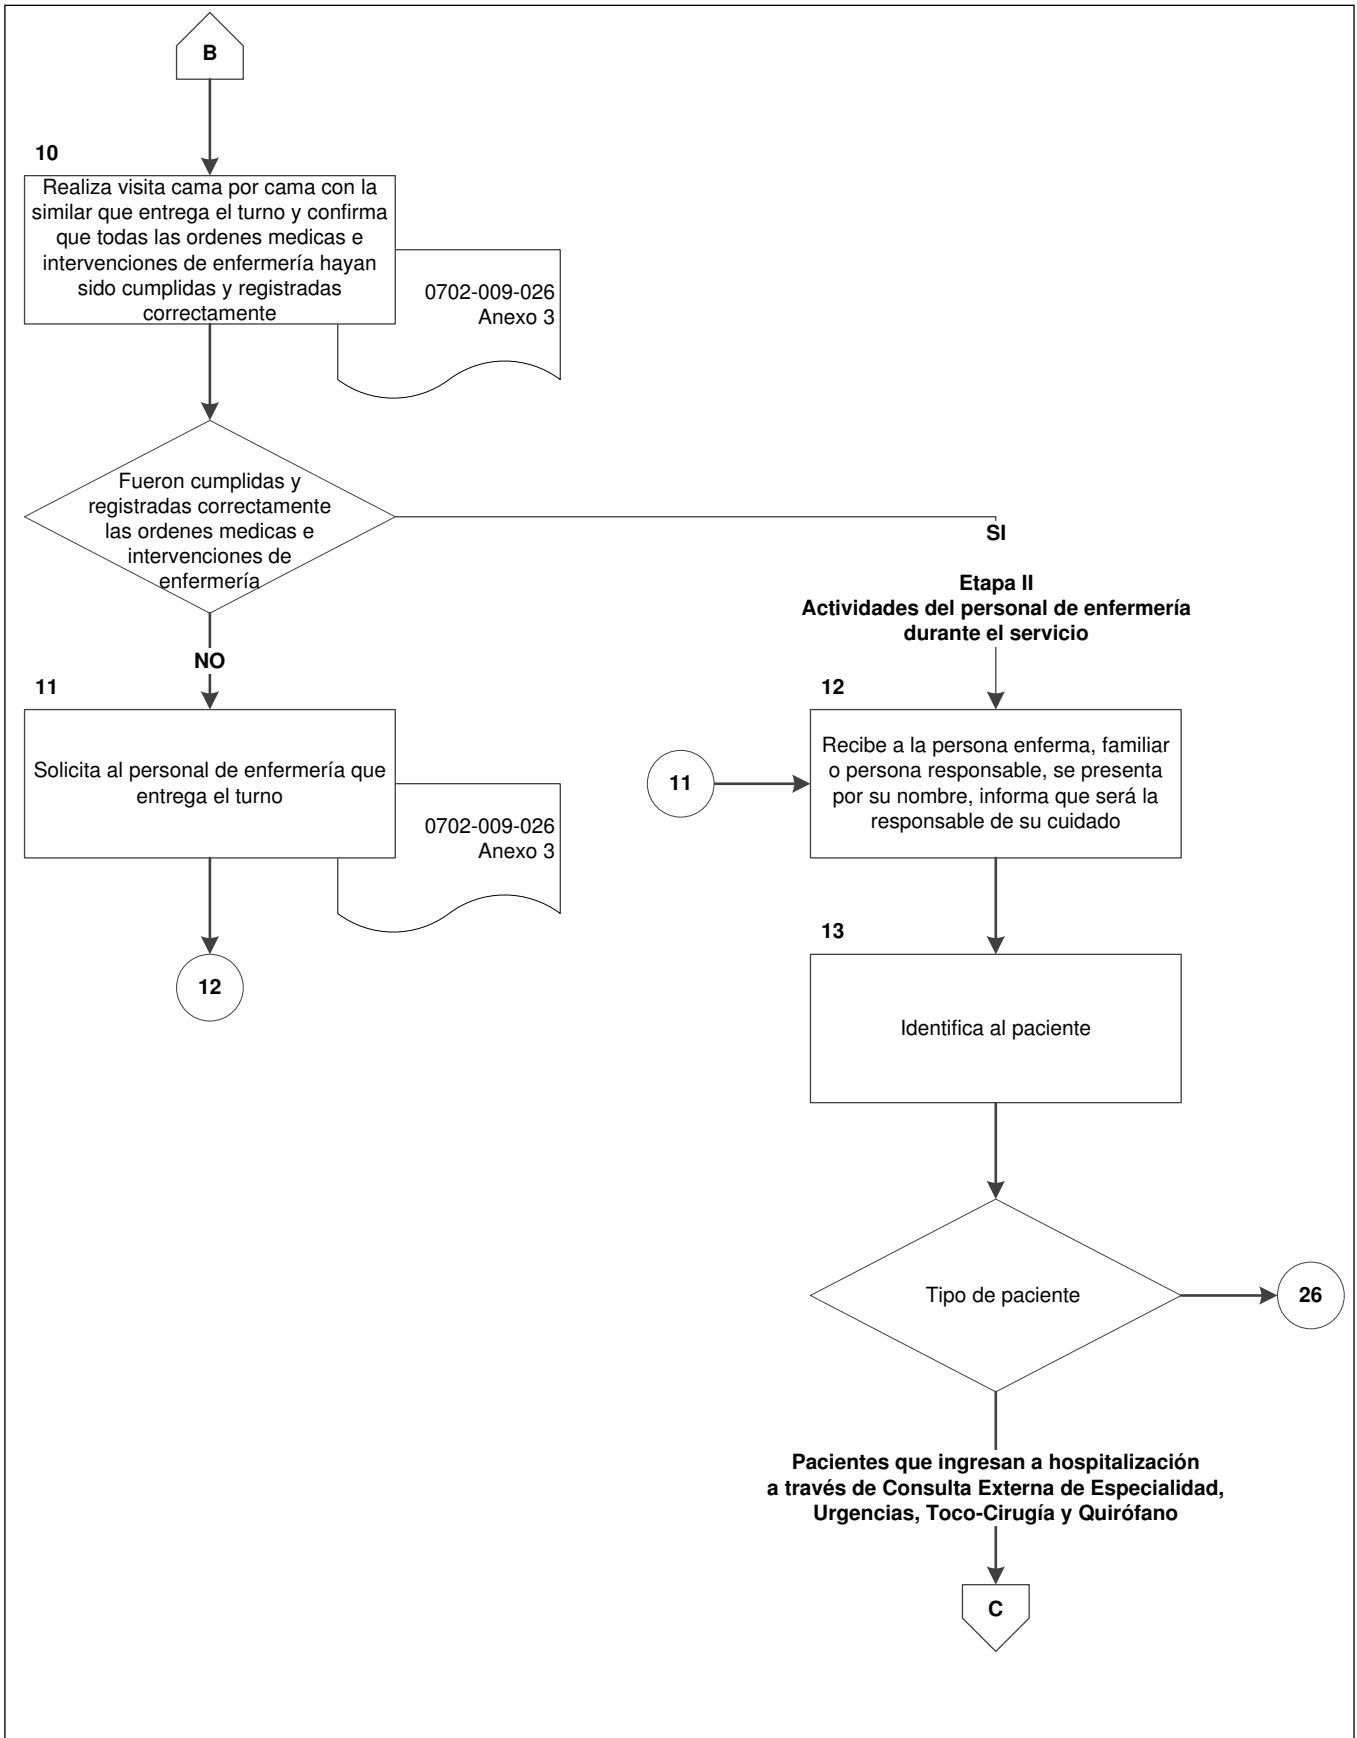 B
10
Realiza visita cama por cama con la
similar que entrega el turno y confirma
que todas las ordenes medicas e
intervenciones de enfermería hayan
sido cumplidas y registradas
correctamente
0702-009-026
Anexo 3
Fueron cumplidas y
registradas correctamente
las ordenes medicas e
intervenciones de
enfermería
SI
NO
11
Solicita al personal de enfermería que
entrega el turno
0702-009-026
Anexo 3
12
Etapa II
Actividades del personal de enfermería
durante el servicio
12
11
Recibe a la persona enferma, familiar
o persona responsable, se presenta
por su nombre, informa que será la
responsable de su cuidado
13
Identifica al paciente
Tipo de paciente
26
Pacientes que ingresan a hospitalización
a través de Consulta Externa de Especialidad,
Urgencias, Toco-Cirugía y Quirófano
C